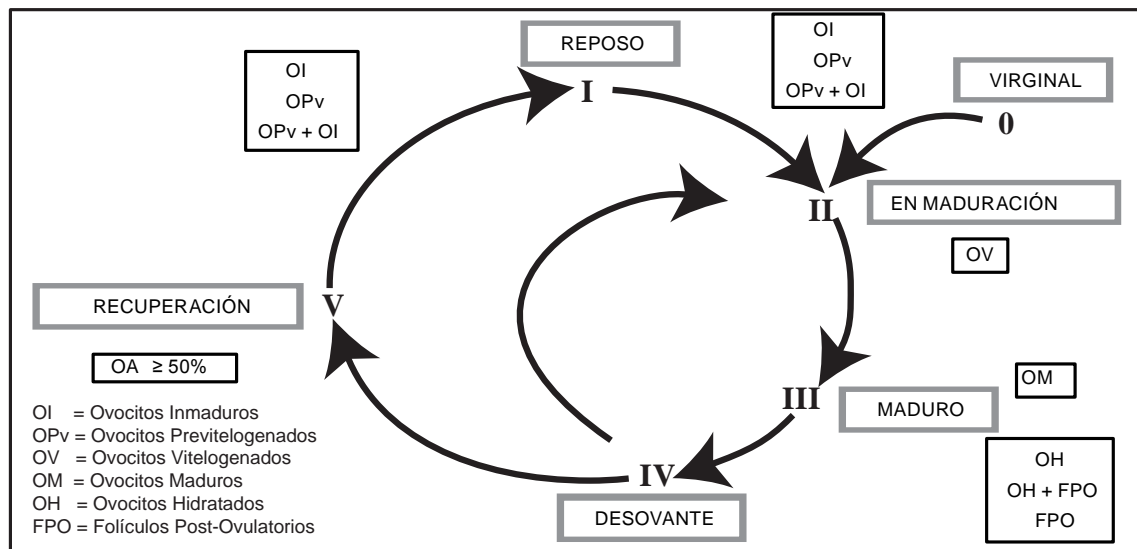 REPOSO
I
OI
OPv
OPv + OI
OI
OPv
OPv + OI
VIRGINAL
0
II
EN MADURACIÓN
OV
RECUPERACIÓN
V
OA ≥ 50%
III
MADURO
OM
IV
DESOVANTE
OH
OH + FPO
FPO
OI = Ovocitos Inmaduros
OPv = Ovocitos Previtelogenados
OV = Ovocitos Vitelogenados
OM = Ovocitos Maduros
OH = Ovocitos Hidratados
FPO = Folículos Post-Ovulatorios